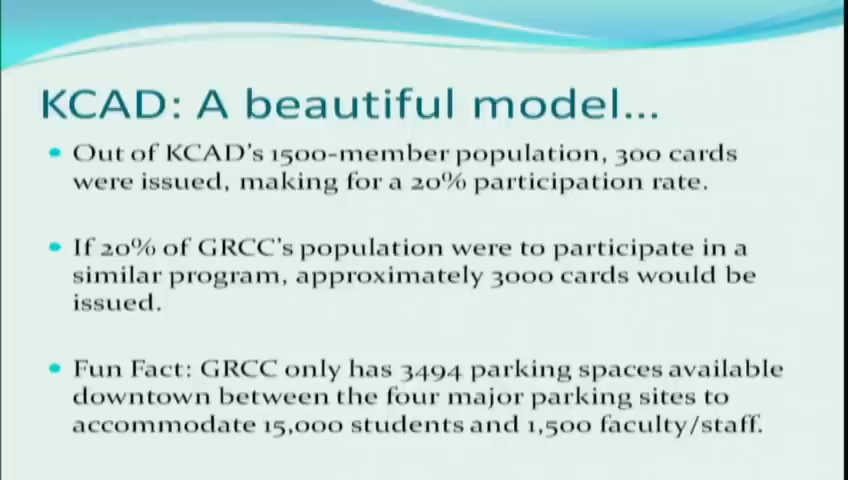 KCAD: A beautiful model...
• Out of KCAD's 1500-member population, 300 cards
were issued, making for a 20% participation rate.
• If 20% of GRCC's population were to participate in a
similar program, approximately 3000 cards would be
issued.
• Fun Fact: GRCC only has 3494 parking spaces available
downtown between the four major parking sites to
accommodate 15,000 students and 1,500 faculty/staff.